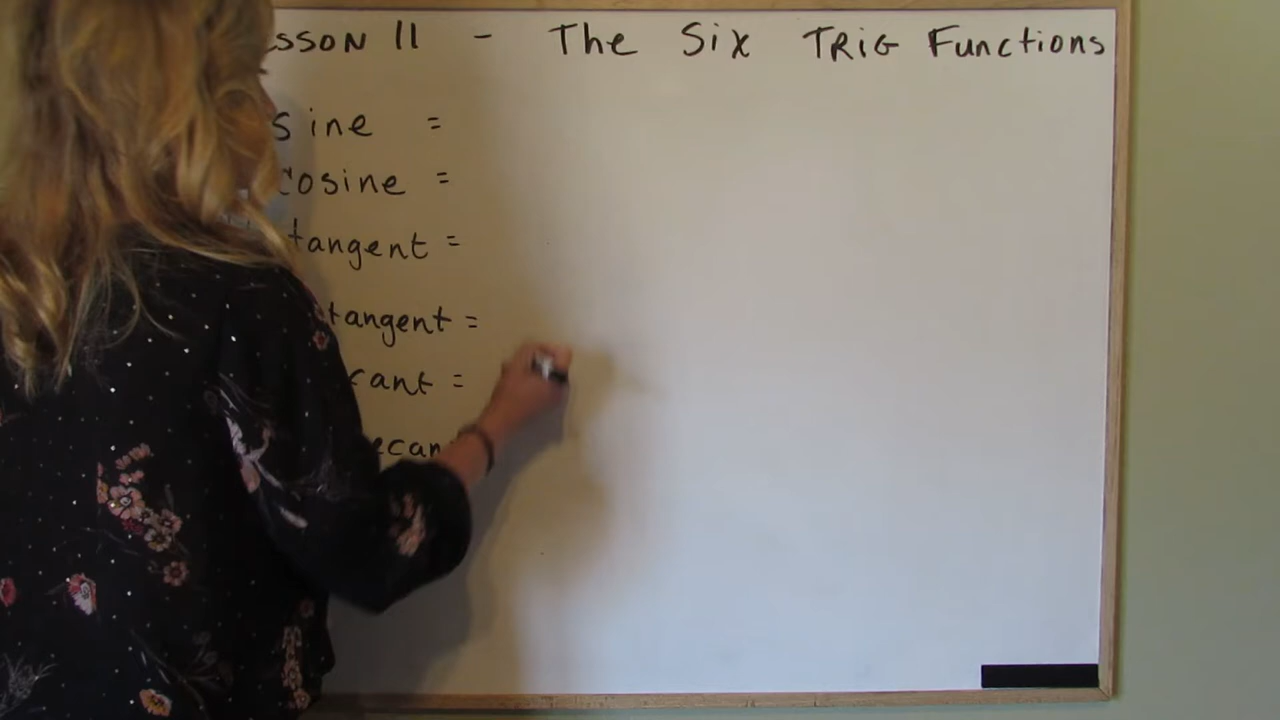 SSON 11 - The Six TRiG Functions
sine =
Cosine =
tangent =
tangent =
cant =
ecan